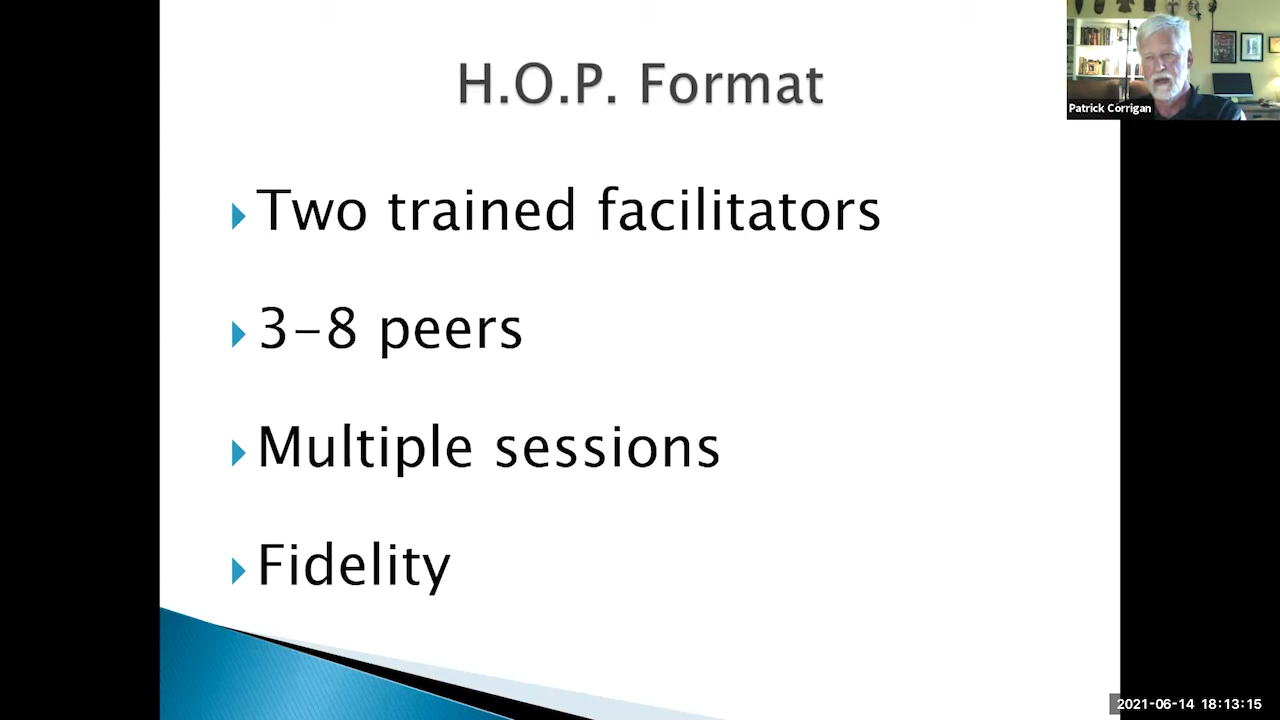 H.O.P. Format
Two trained facilitators
3-8 peers
Multiple sessions
Fidelity
Patrick Corrigan
2021-06-14 18:13:15